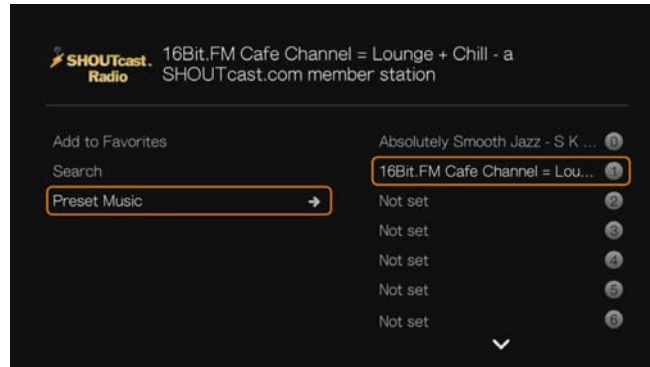 SHOUTcast.
Radio
16Bit.FM Cafe Channel = Lounge + Chill - a
SHOUTcast.com member station
Add to Favorites
Search
Preset Music
Absolutely Smooth Jazz - S K ... 0
16Bit.FM Cafe Channel = Lou... 1
Not set 2
Not set 3
Not set 4
Not set 5
Not set 6